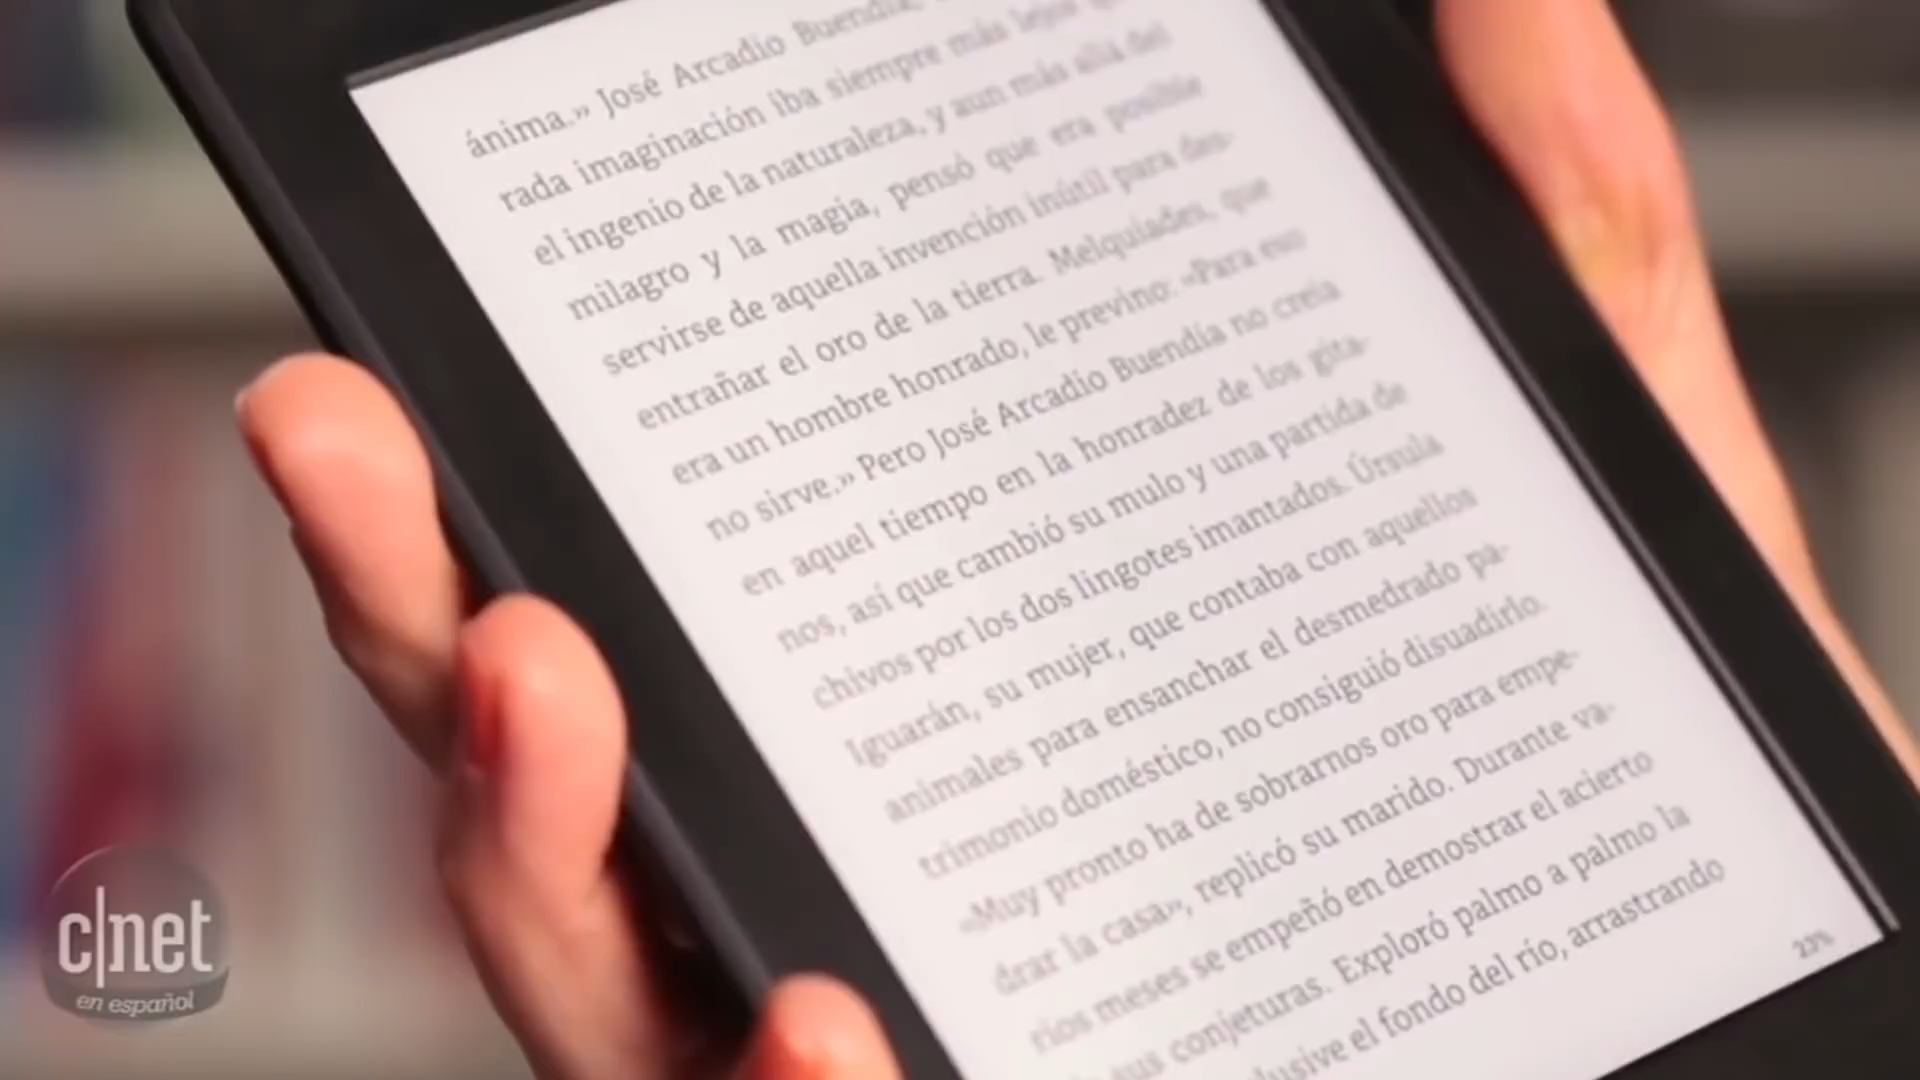 ánima.» José Arcadio Buendía,
rada imaginación iba siempre más lejos
el ingenio de la naturaleza, y aun más allá del
milagro y la magia, pensó que era posible
servirse de aquella invención inútil para des-
entrañar el oro de la tierra. Melquíades, que
era un hombre honrado, le previno: «Para eso
no sirve.» Pero José Arcadio Buendía no creía
en aquel tiempo en la honradez de los gita-
nos, así que cambió su mulo y una partida de
chivos por los dos lingotes imantados. Úrsula
Iguarán, su mujer, que contaba con aquellos
animales para ensanchar el desmedrado pa-
trimonio doméstico, no consiguió disuadirlo.
«Muy pronto ha de sobrarnos oro para empe-
drar la casa», replicó su marido. Durante va-
rios meses se empeñó en demostrar el acierto
sus conjeturas. Exploró palmo a palmo la
el fondo del río, arrastrando
23%
c|net
en español